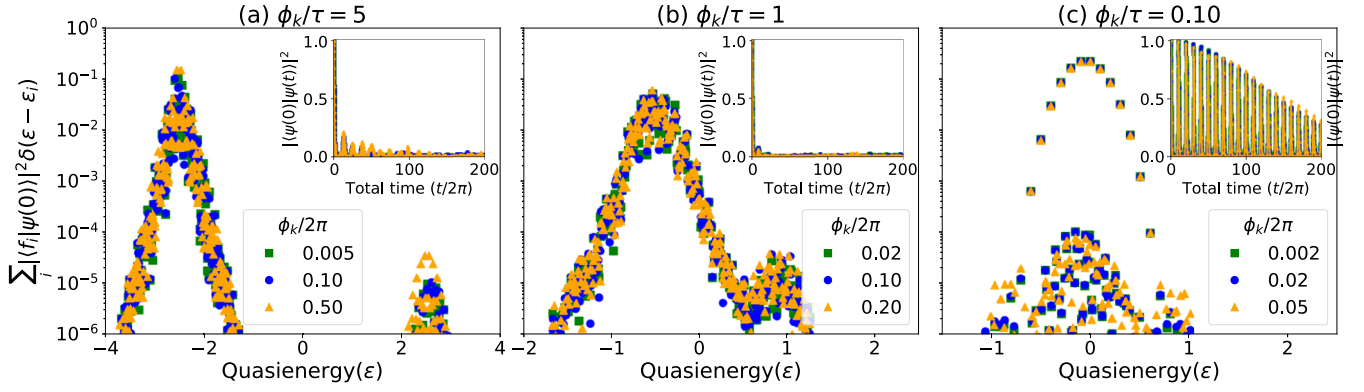 (a) ϕ_k/τ = 5
(b) ϕ_k/τ = 1
(c) ϕ_k/τ = 0.10
∑_i |⟨f_i|ψ(0)⟩|²δ(ε − ε_i)
10⁰
10⁻¹
10⁻²
10⁻³
10⁻⁴
10⁻⁵
10⁻⁶
−4 −2 0 2 4
Quasienergy(ε)
|⟨ψ(0)|ψ(t)⟩|²
1.0
0.5
0.0
0 100 200
Total time (t/2π)
ϕ_k/2π
0.005
0.10
0.50
−2 −1 0 1 2
Quasienergy(ε)
|⟨ψ(0)|ψ(t)⟩|²
1.0
0.5
0.0
0 100 200
Total time (t/2π)
ϕ_k/2π
0.02
0.10
0.20
−1 0 1 2
Quasienergy(ε)
|⟨ψ(0)|ψ(t)⟩|²
1.0
0.5
0.0
0 100 200
Total time (t/2π)
ϕ_k/2π
0.002
0.02
0.05